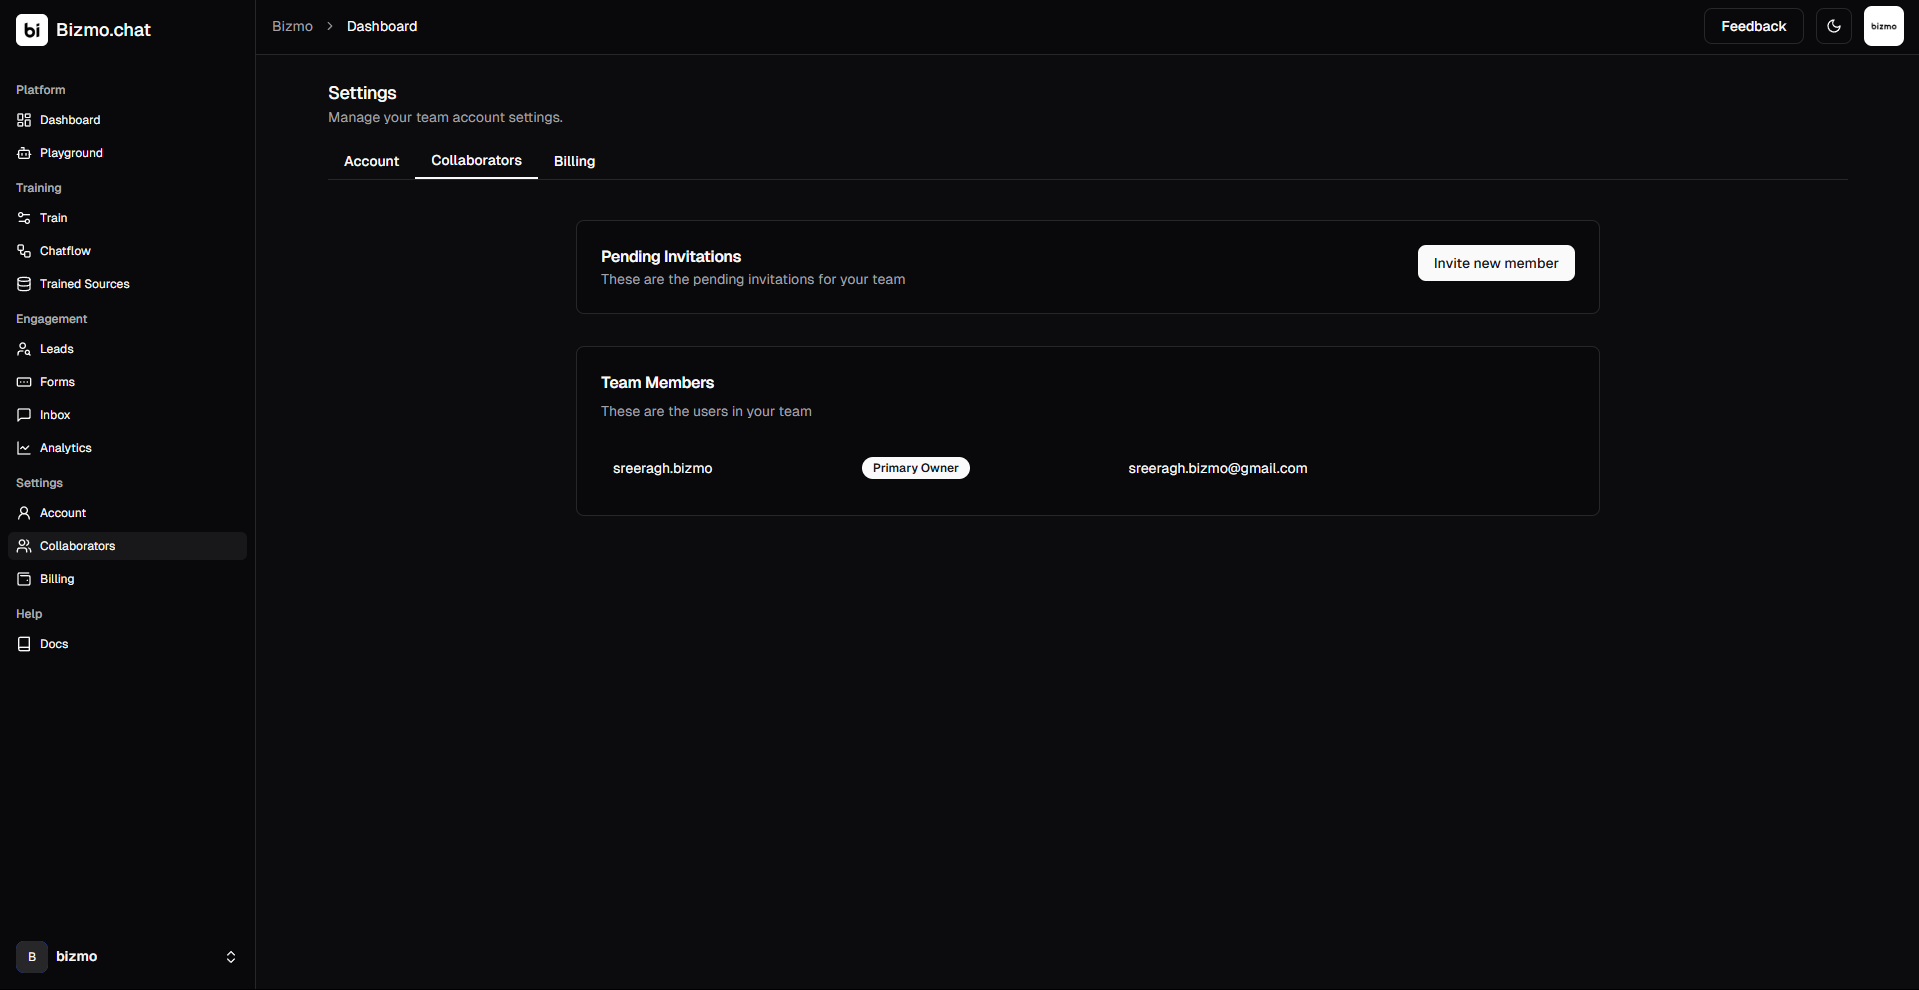 bi Bizmo.chat
Platform
Dashboard
Playground
Training
Train
Chatflow
Trained Sources
Engagement
Leads
Forms
Inbox
Analytics
Settings
Account
Collaborators
Billing
Help
Docs
B bizmo
Bizmo > Dashboard
Feedback
bizmo
Settings
Manage your team account settings.
Account Collaborators Billing
Pending Invitations
These are the pending invitations for your team
Invite new member
Team Members
These are the users in your team
sreeragh.bizmo Primary Owner sreeragh.bizmo@gmail.com